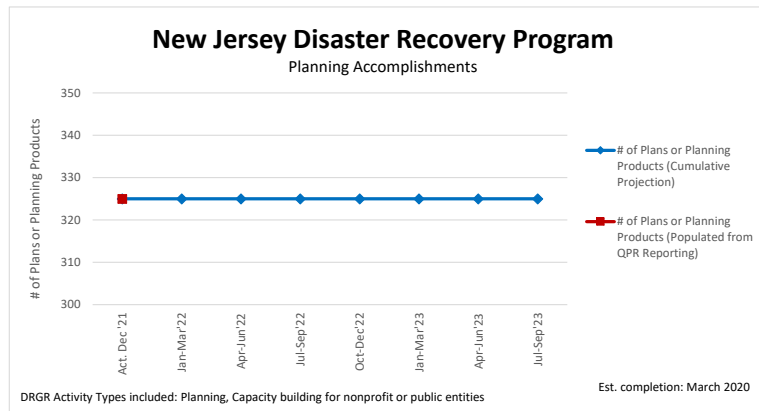 New Jersey Disaster Recovery Program
Planning Accomplishments
350
340
330
320
310
300
# of Plans or Planning Products
Act. Dec '21
Jan-Mar'22
Apr-Jun'22
Jul-Sep'22
Oct-Dec'22
Jan-Mar'23
Apr-Jun'23
Jul-Sep'23
# of Plans or Planning
Products (Cumulative
Projection)
# of Plans or Planning
Products (Populated from
QPR Reporting)
DRGR Activity Types included: Planning, Capacity building for nonprofit or public entities
Est. completion: March 2020